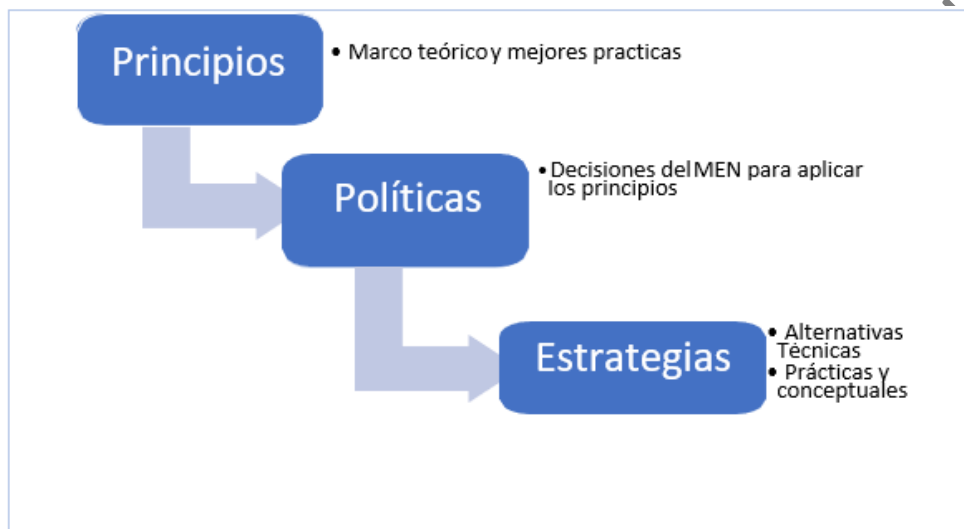 Principios
• Marco teórico y mejores practicas
Políticas
• Decisiones del MEN para aplicar
los principios
Estrategias
• Alternativas
Técnicas
• Prácticas y
conceptuales